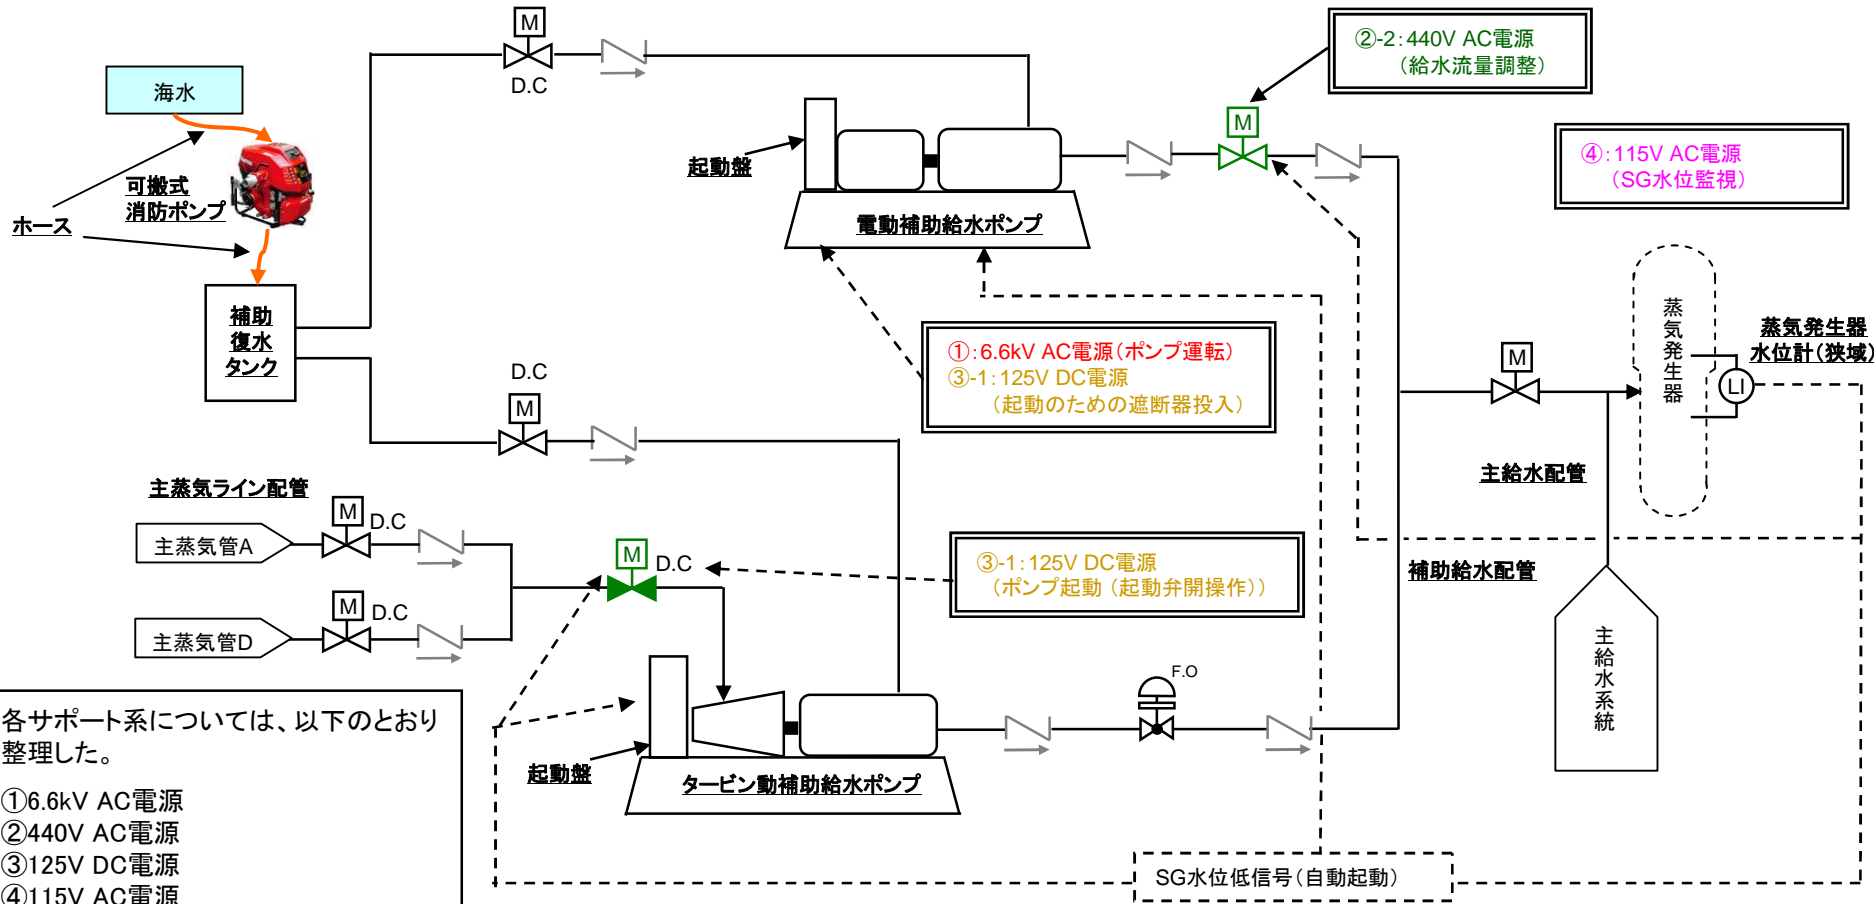 M
D.C
②-2：440V AC電源
（給水流量調整）
海水
M
④：115V AC電源
（SG水位監視）
起動盤
可搬式
消防ポンプ
ホース
電動補助給水ポンプ
補助
復水
タンク
①：6.6kV AC電源（ポンプ運転）
③-1：125V DC電源
（起動のための遮断器投入）
蒸気発生器
蒸気発生器
水位計（狭域）
M
LI
D.C
M
主給水配管
主蒸気ライン配管
M
D.C
主蒸気管A
M
D.C
③-1：125V DC電源
（ポンプ起動（起動弁開操作））
補助給水配管
M
D.C
主蒸気管D
主給水系統
F.O
起動盤
タービン動補助給水ポンプ
各サポート系については、以下のとおり
整理した。
①6.6kV AC電源
②440V AC電源
③125V DC電源
④115V AC電源
SG水位低信号（自動起動）